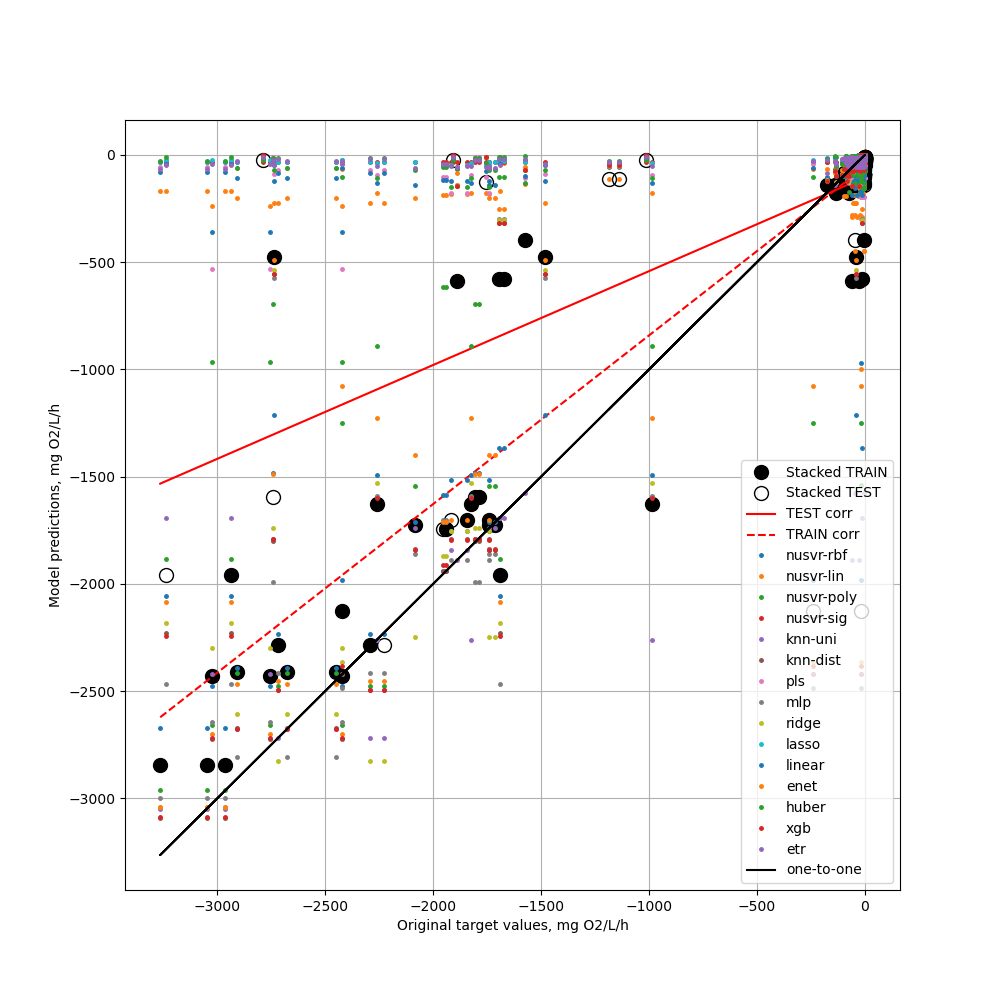 0
−500
−1000
−1500
−2000
−2500
−3000
Model predictions, mg O2/L/h
−3000
−2500
−2000
−1500
−1000
−500
0
Original target values, mg O2/L/h
Stacked TRAIN
Stacked TEST
TEST corr
TRAIN corr
nusvr-rbf
nusvr-lin
nusvr-poly
nusvr-sig
knn-uni
knn-dist
pls
mlp
ridge
lasso
linear
enet
huber
xgb
etr
one-to-one